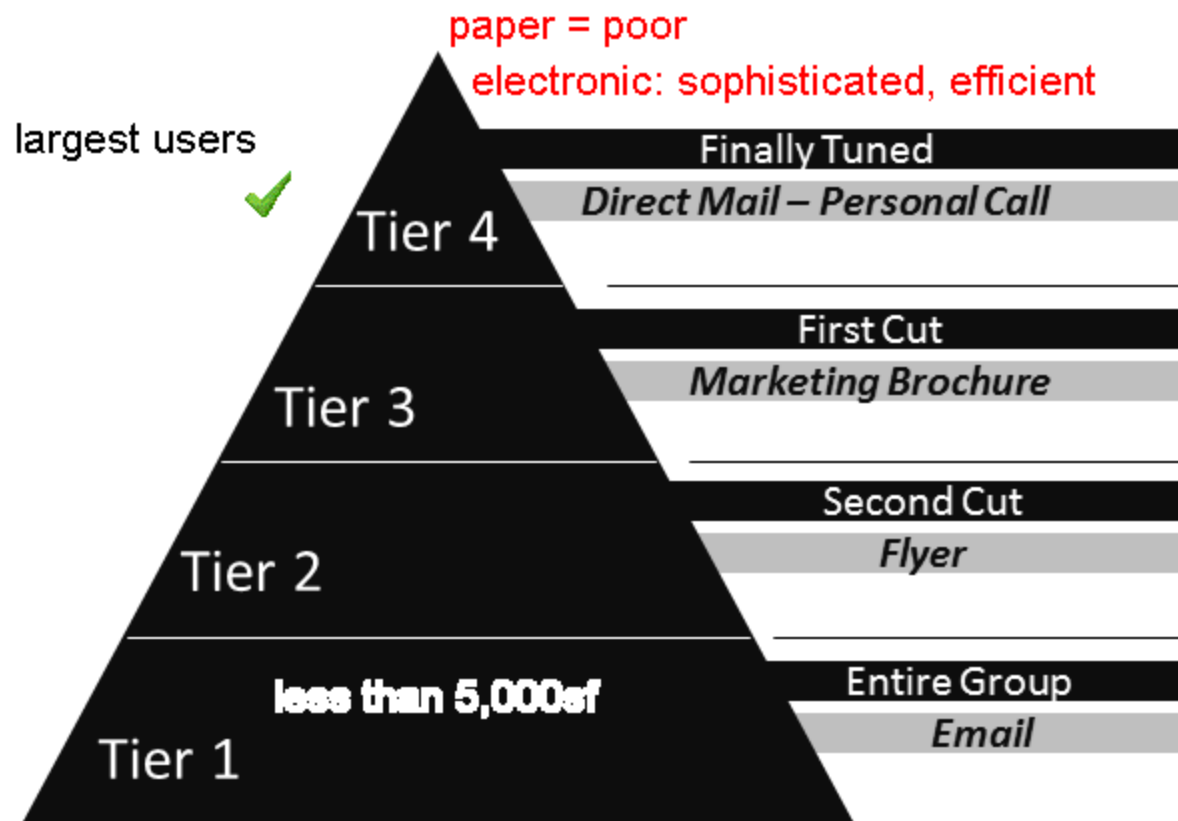 paper = poor
electronic: sophisticated, efficient
largest users
Finally Tuned
Direct Mail – Personal Call
Tier 4
First Cut
Marketing Brochure
Tier 3
Second Cut
Flyer
Tier 2
Entire Group
less than 5,000sf
Email
Tier 1